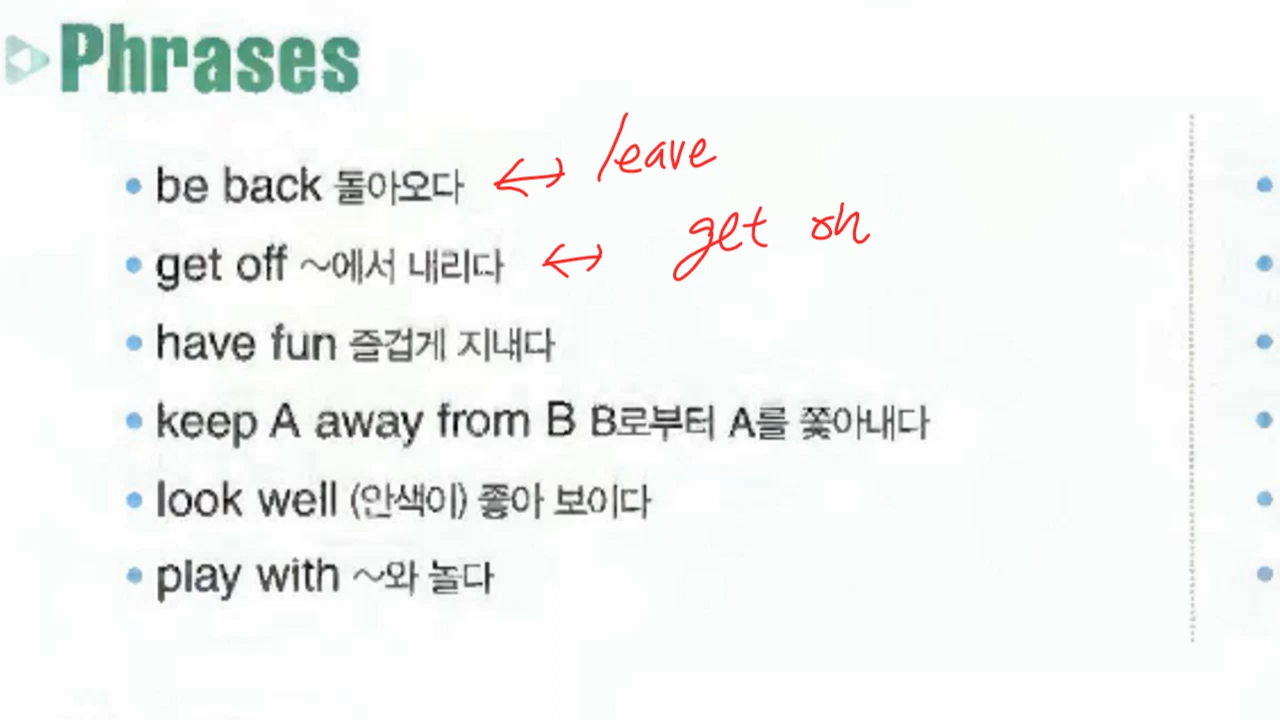 Phrases
be back 돌아오다 ↔ leave
get off ~에서 내리다 ↔ get on
have fun 즐겁게 지내다
keep A away from B B로부터 A를 쫓아내다
look well (안색이) 좋아 보이다
play with ~와 놀다